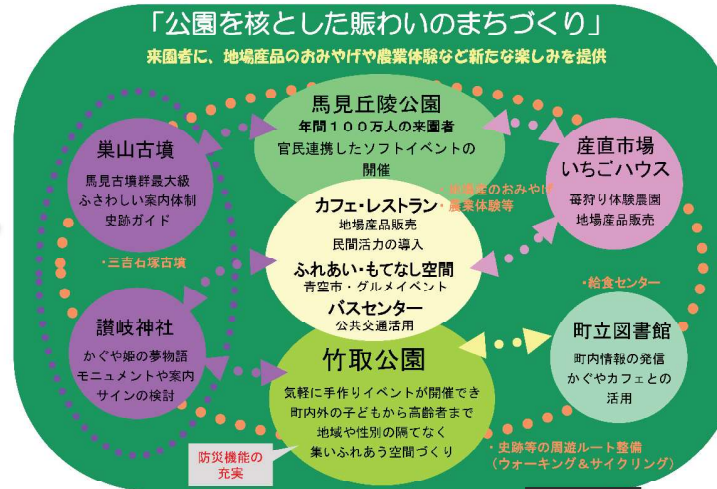 「公園を核とした賑わいのまちづくり」
来園者に、地場産品のおみやげや農業体験など新たな楽しみを提供
馬見丘陵公園
年間１００万人の来園者
官民連携したソフトイベントの
開催
巣山古墳
馬見古墳群最大級
ふさわしい案内体制
史跡ガイド
産直市場
いちごハウス
苺狩り体験農園
地場産品販売
のおみやげ
・農業体験等
カフェ・レストラン
地場産品販売
民間活力の導入
ふれあい・もてなし空間
青空市・グルメイベント
バスセンター
公共交通活用
・三吉石塚古墳
・給食センター
讃岐神社
かぐや姫の夢物語
モニュメントや案内
サインの検討
町立図書館
町内情報の発信
かぐやカフェとの
活用
竹取公園
気軽に手作りイベントが開催でき
町内外の子どもから高齢者まで
地域や性別の隔てなく
集いふれあう空間づくり
防災機能の
充実
・史跡等の周遊ルート整備
（ウォーキング＆サイクリング）